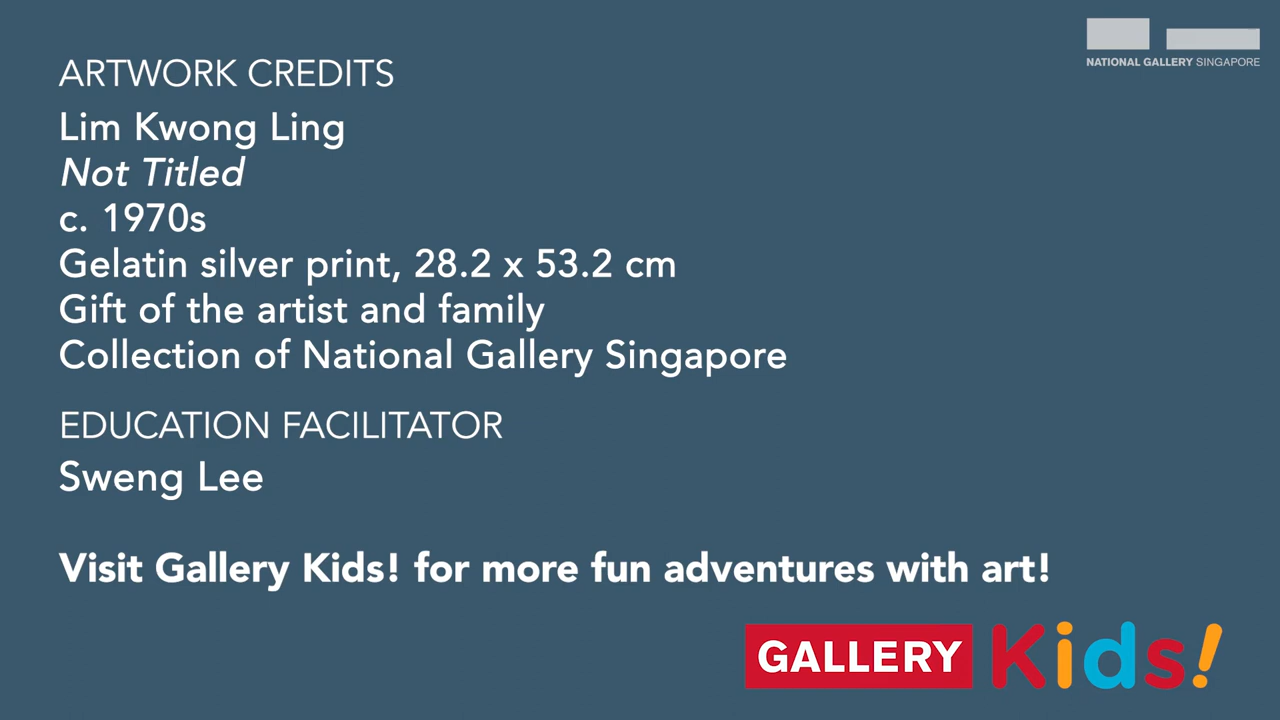 NATIONAL GALLERY SINGAPORE
ARTWORK CREDITS
Lim Kwong Ling
Not Titled
c. 1970s
Gelatin silver print, 28.2 x 53.2 cm
Gift of the artist and family
Collection of National Gallery Singapore
EDUCATION FACILITATOR
Sweng Lee
Visit Gallery Kids! for more fun adventures with art!
GALLERY Kids!